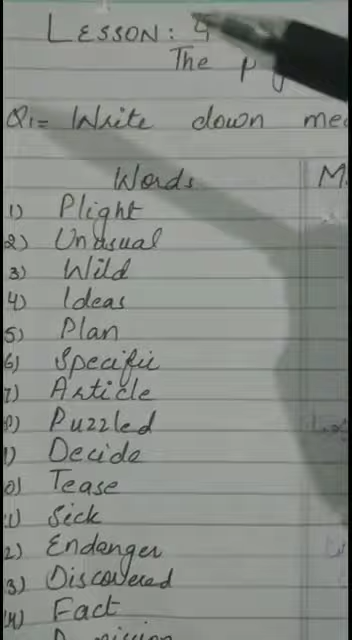 LESSON: 4
The
Q1= Write down
Words
1) Plight
2) Unusual
3) Wild
4) Ideas
5) Plan
6) Specific
7) Article
8) Puzzled
9) Decide
10) Tease
11) Sick
12) Endanger
13) Discovered
14) Fact